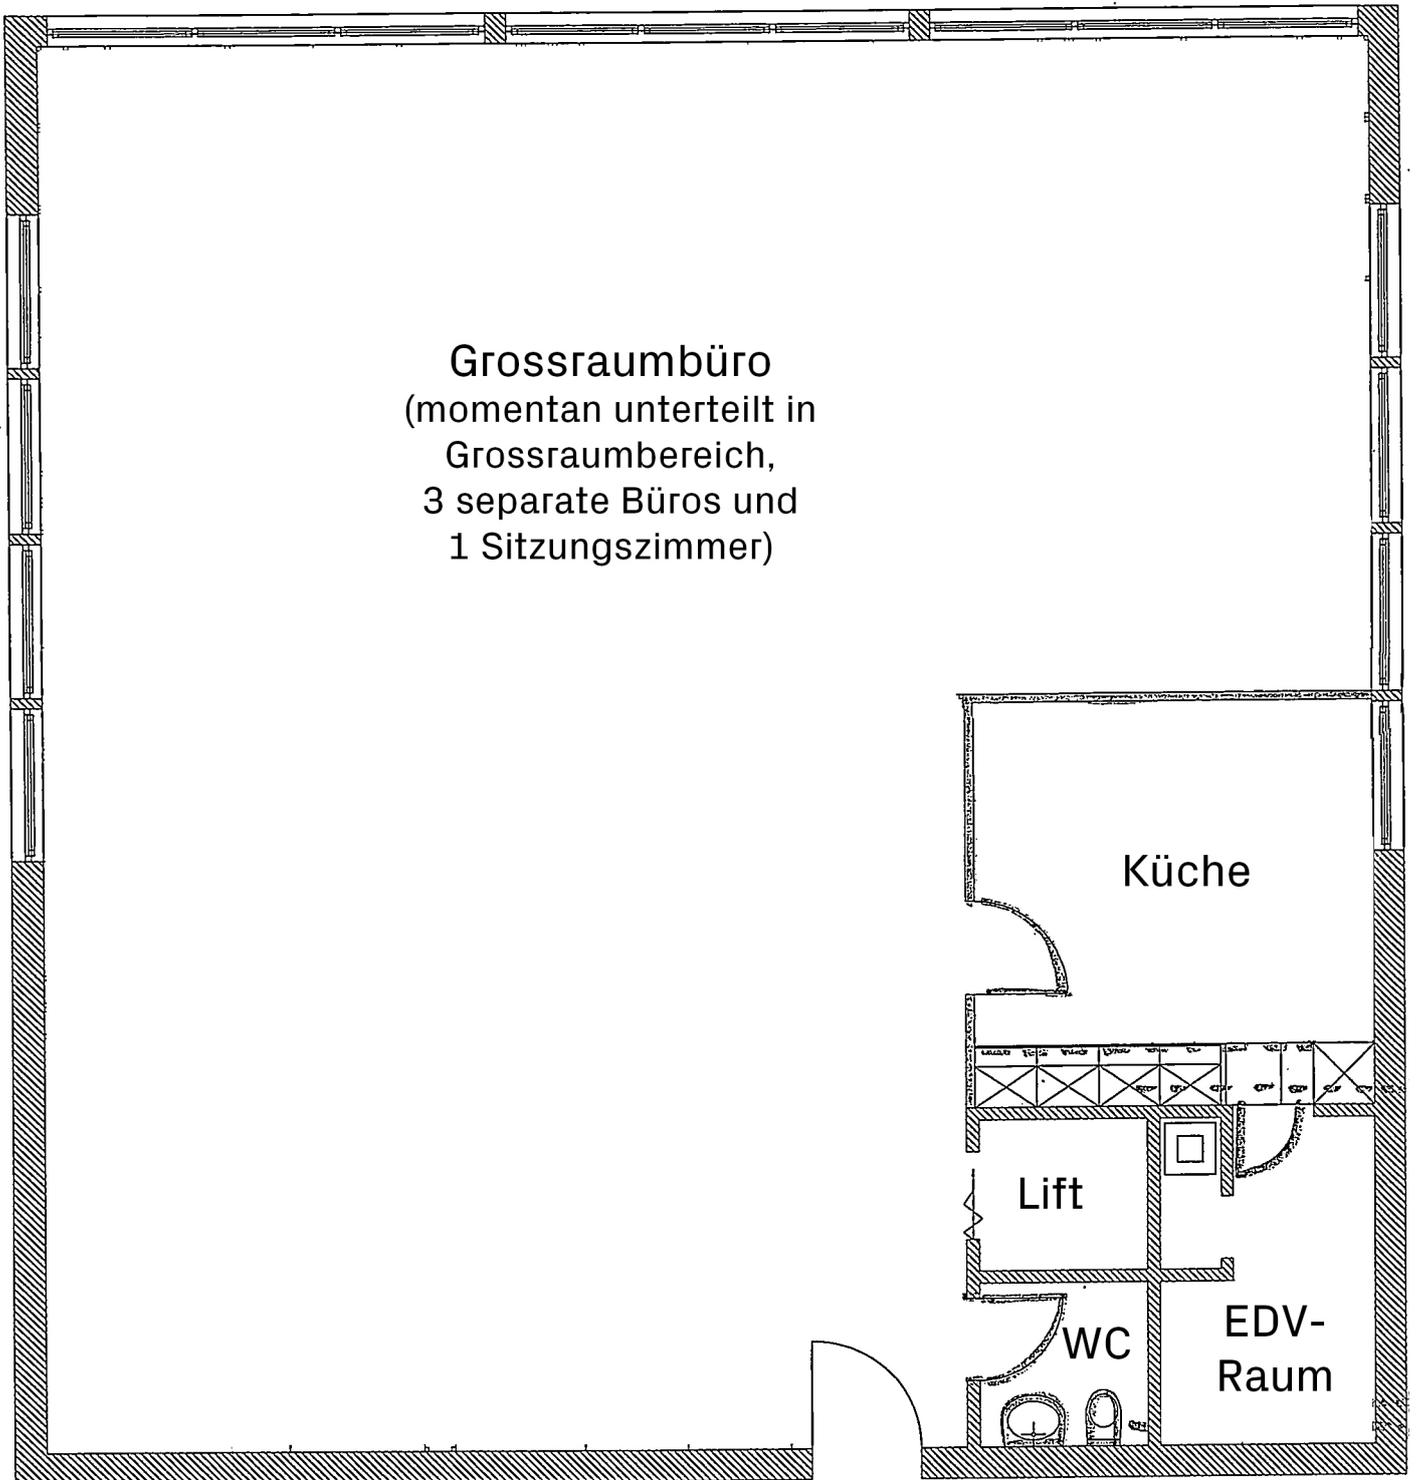 Grossraumbüro
(momentan unterteilt in
Grossraumbereich,
3 separate Büros und
1 Sitzungszimmer)
Küche
Lift
WC
EDV-
Raum